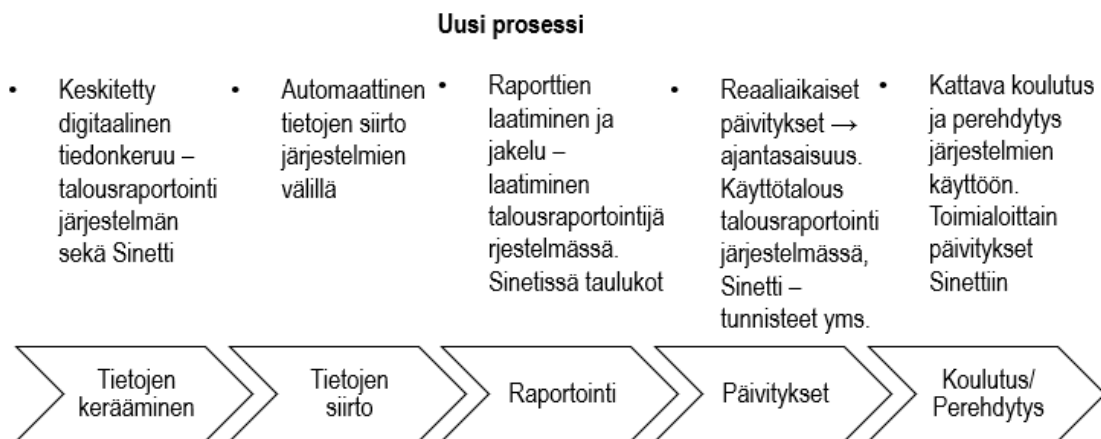 Uusi prosessi
• Keskitetty
digitaalinen
tiedonkeruu –
talousraportointi
järjestelmän
sekä Sinetti
• Automaattinen
tietojen siirto
järjestelmien
välillä
• Raporttien
laatiminen ja
jakelu –
laatiminen
talousraportointijä
rjestelmässä.
Sinetissä taulukot
• Reaaliaikaiset
päivitykset →
ajantasaisuus.
Käyttötalous
talousraportointi
järjestelmässä,
Sinetti –
tunnisteet yms.
• Kattava koulutus
ja perehdytys
järjestelmien
käyttöön.
Toimialoittain
päivitykset
Sinettiin
Tietojen
kerääminen
Tietojen
siirto
Raportointi
Päivitykset
Koulutus/
Perehdytys